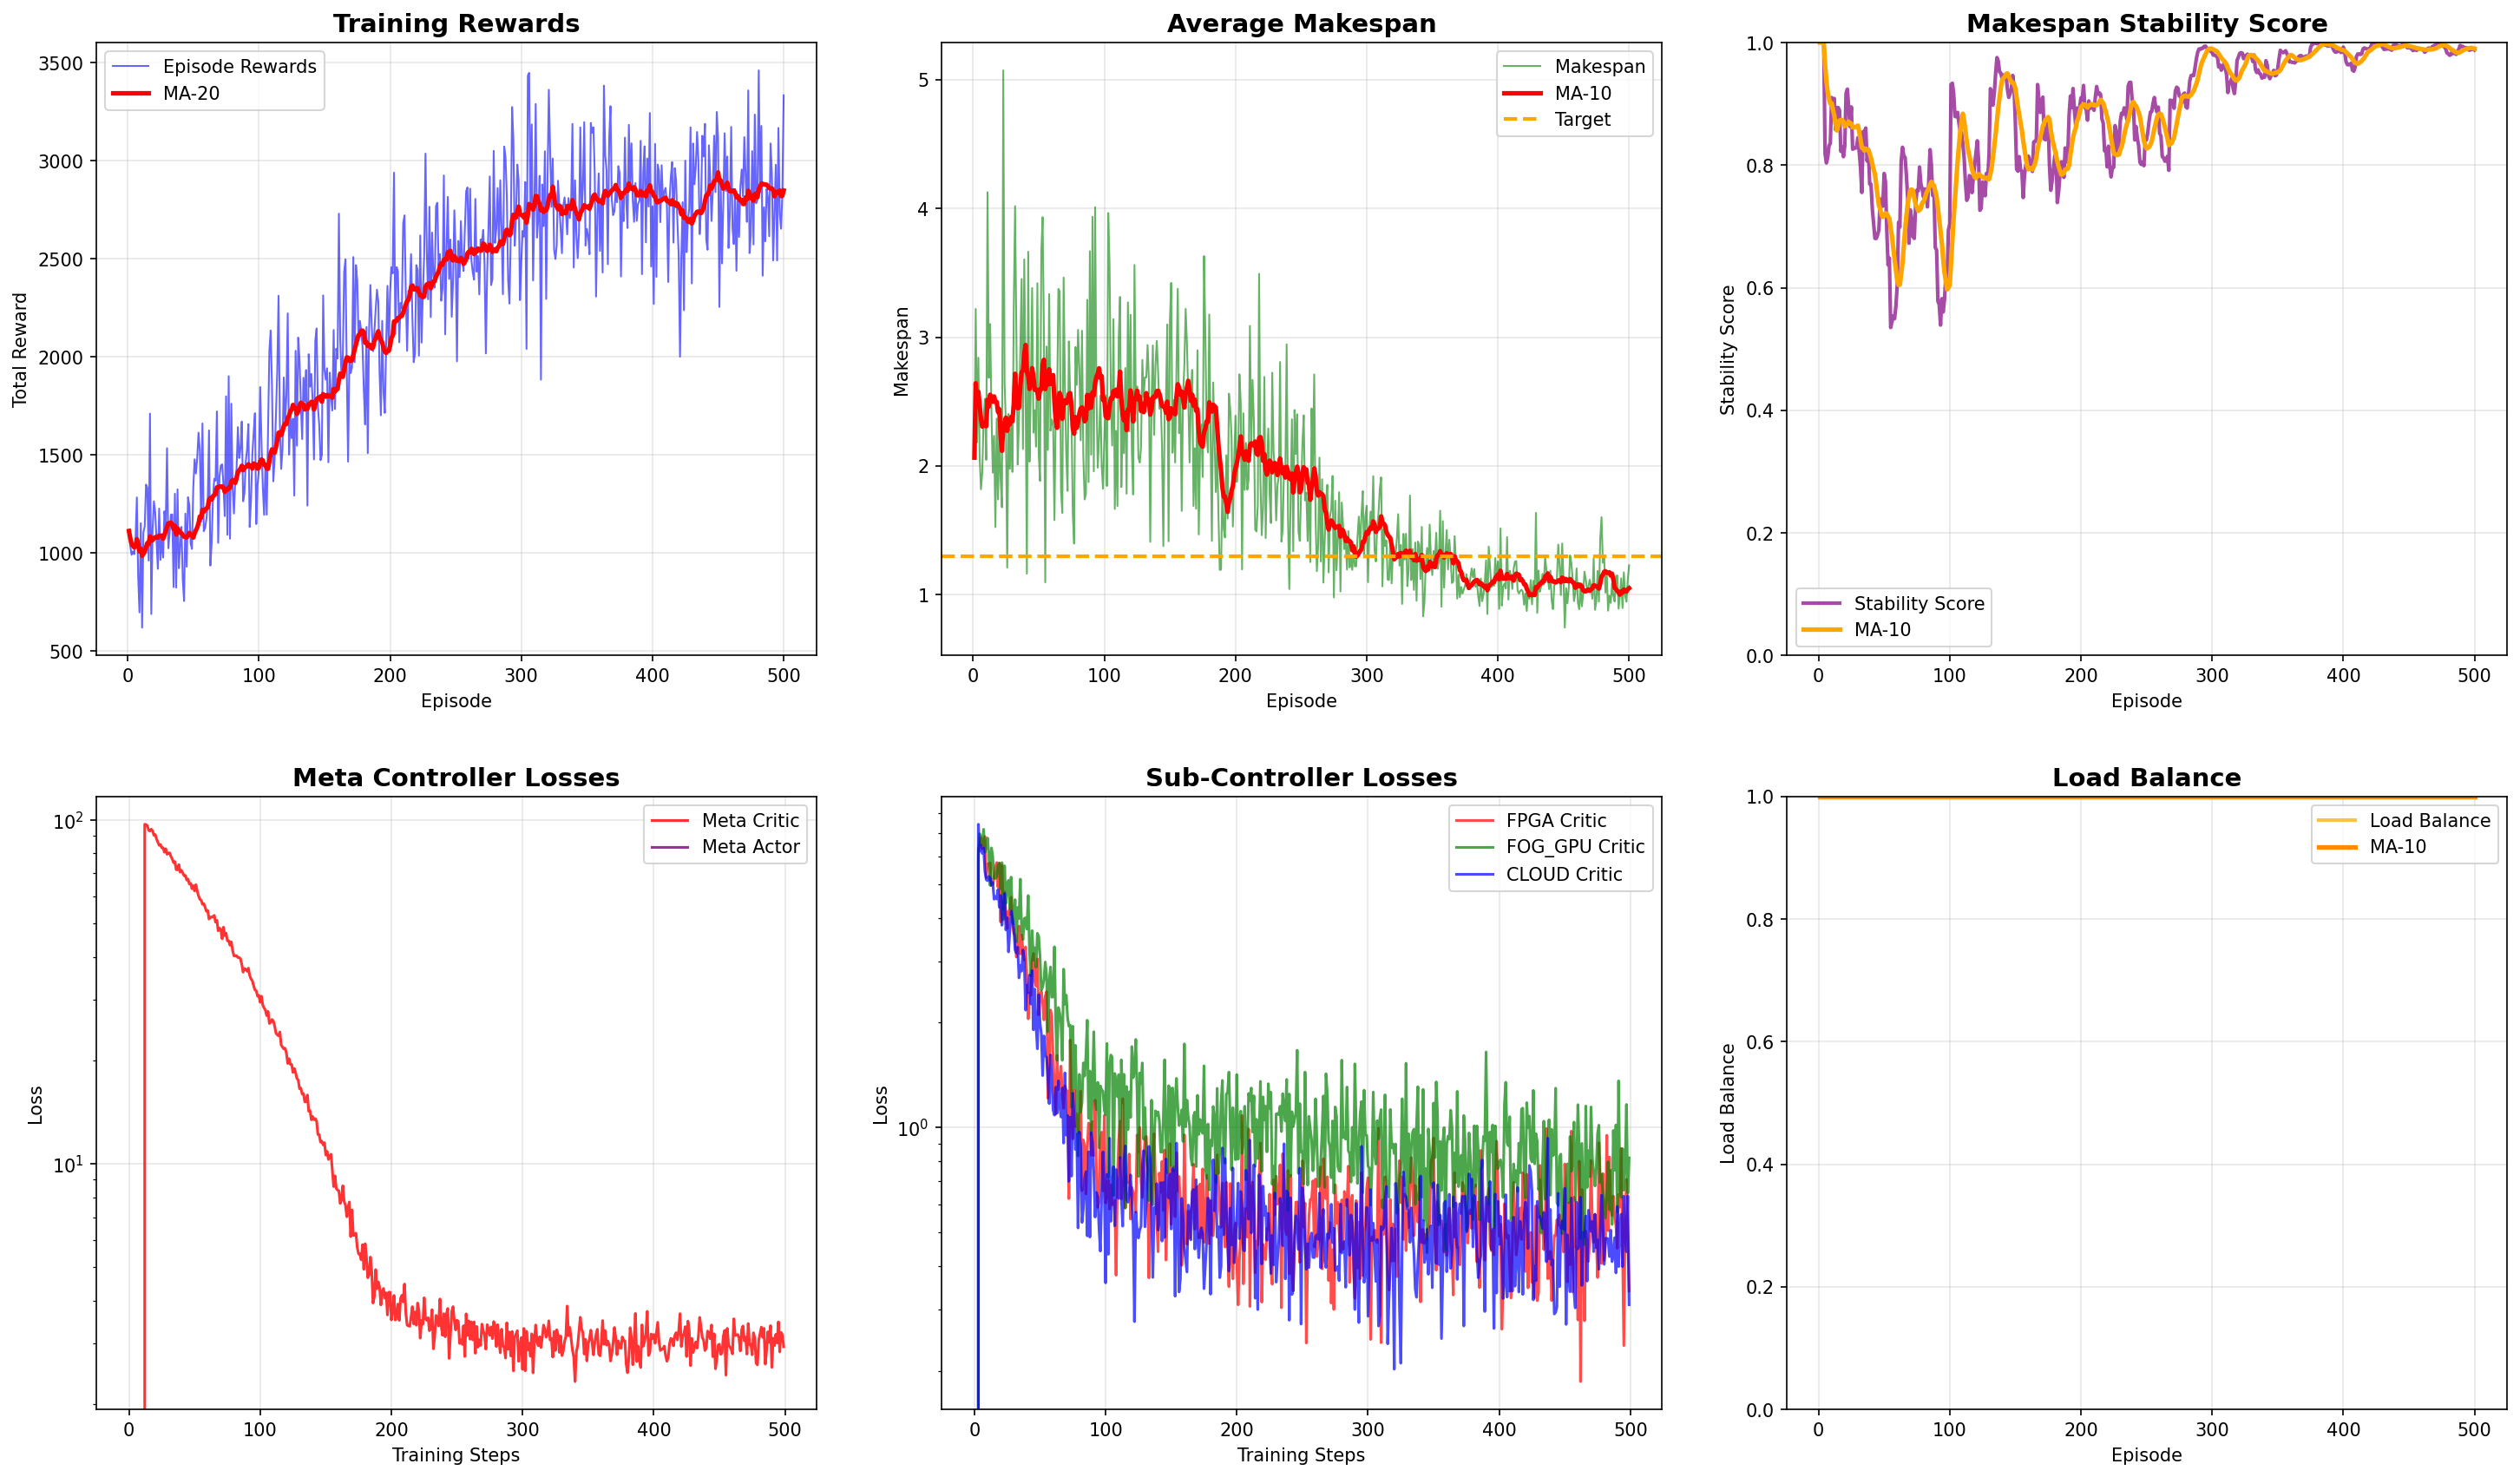 Training Rewards
Episode Rewards
MA-20
3500
3000
2500
2000
1500
1000
500
Total Reward
0 100 200 300 400 500
Episode
Average Makespan
Makespan
MA-10
Target
5
4
3
2
1
Makespan
0 100 200 300 400 500
Episode
Makespan Stability Score
1.0
0.8
0.6
0.4
0.2
0.0
Stability Score
Stability Score
MA-10
0 100 200 300 400 500
Episode
Meta Controller Losses
Meta Critic
Meta Actor
10²
10¹
Loss
0 100 200 300 400 500
Training Steps
Sub-Controller Losses
FPGA Critic
FOG_GPU Critic
CLOUD Critic
10⁰
Loss
0 100 200 300 400 500
Training Steps
Load Balance
Load Balance
MA-10
1.0
0.8
0.6
0.4
0.2
0.0
Load Balance
0 100 200 300 400 500
Episode